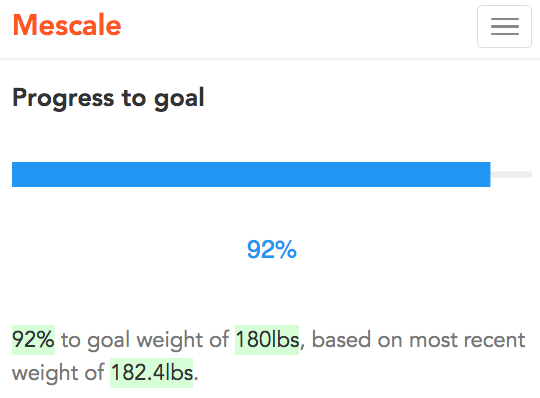 Mescale
Progress to goal
92%
92% to goal weight of 180lbs, based on most recent
weight of 182.4lbs.